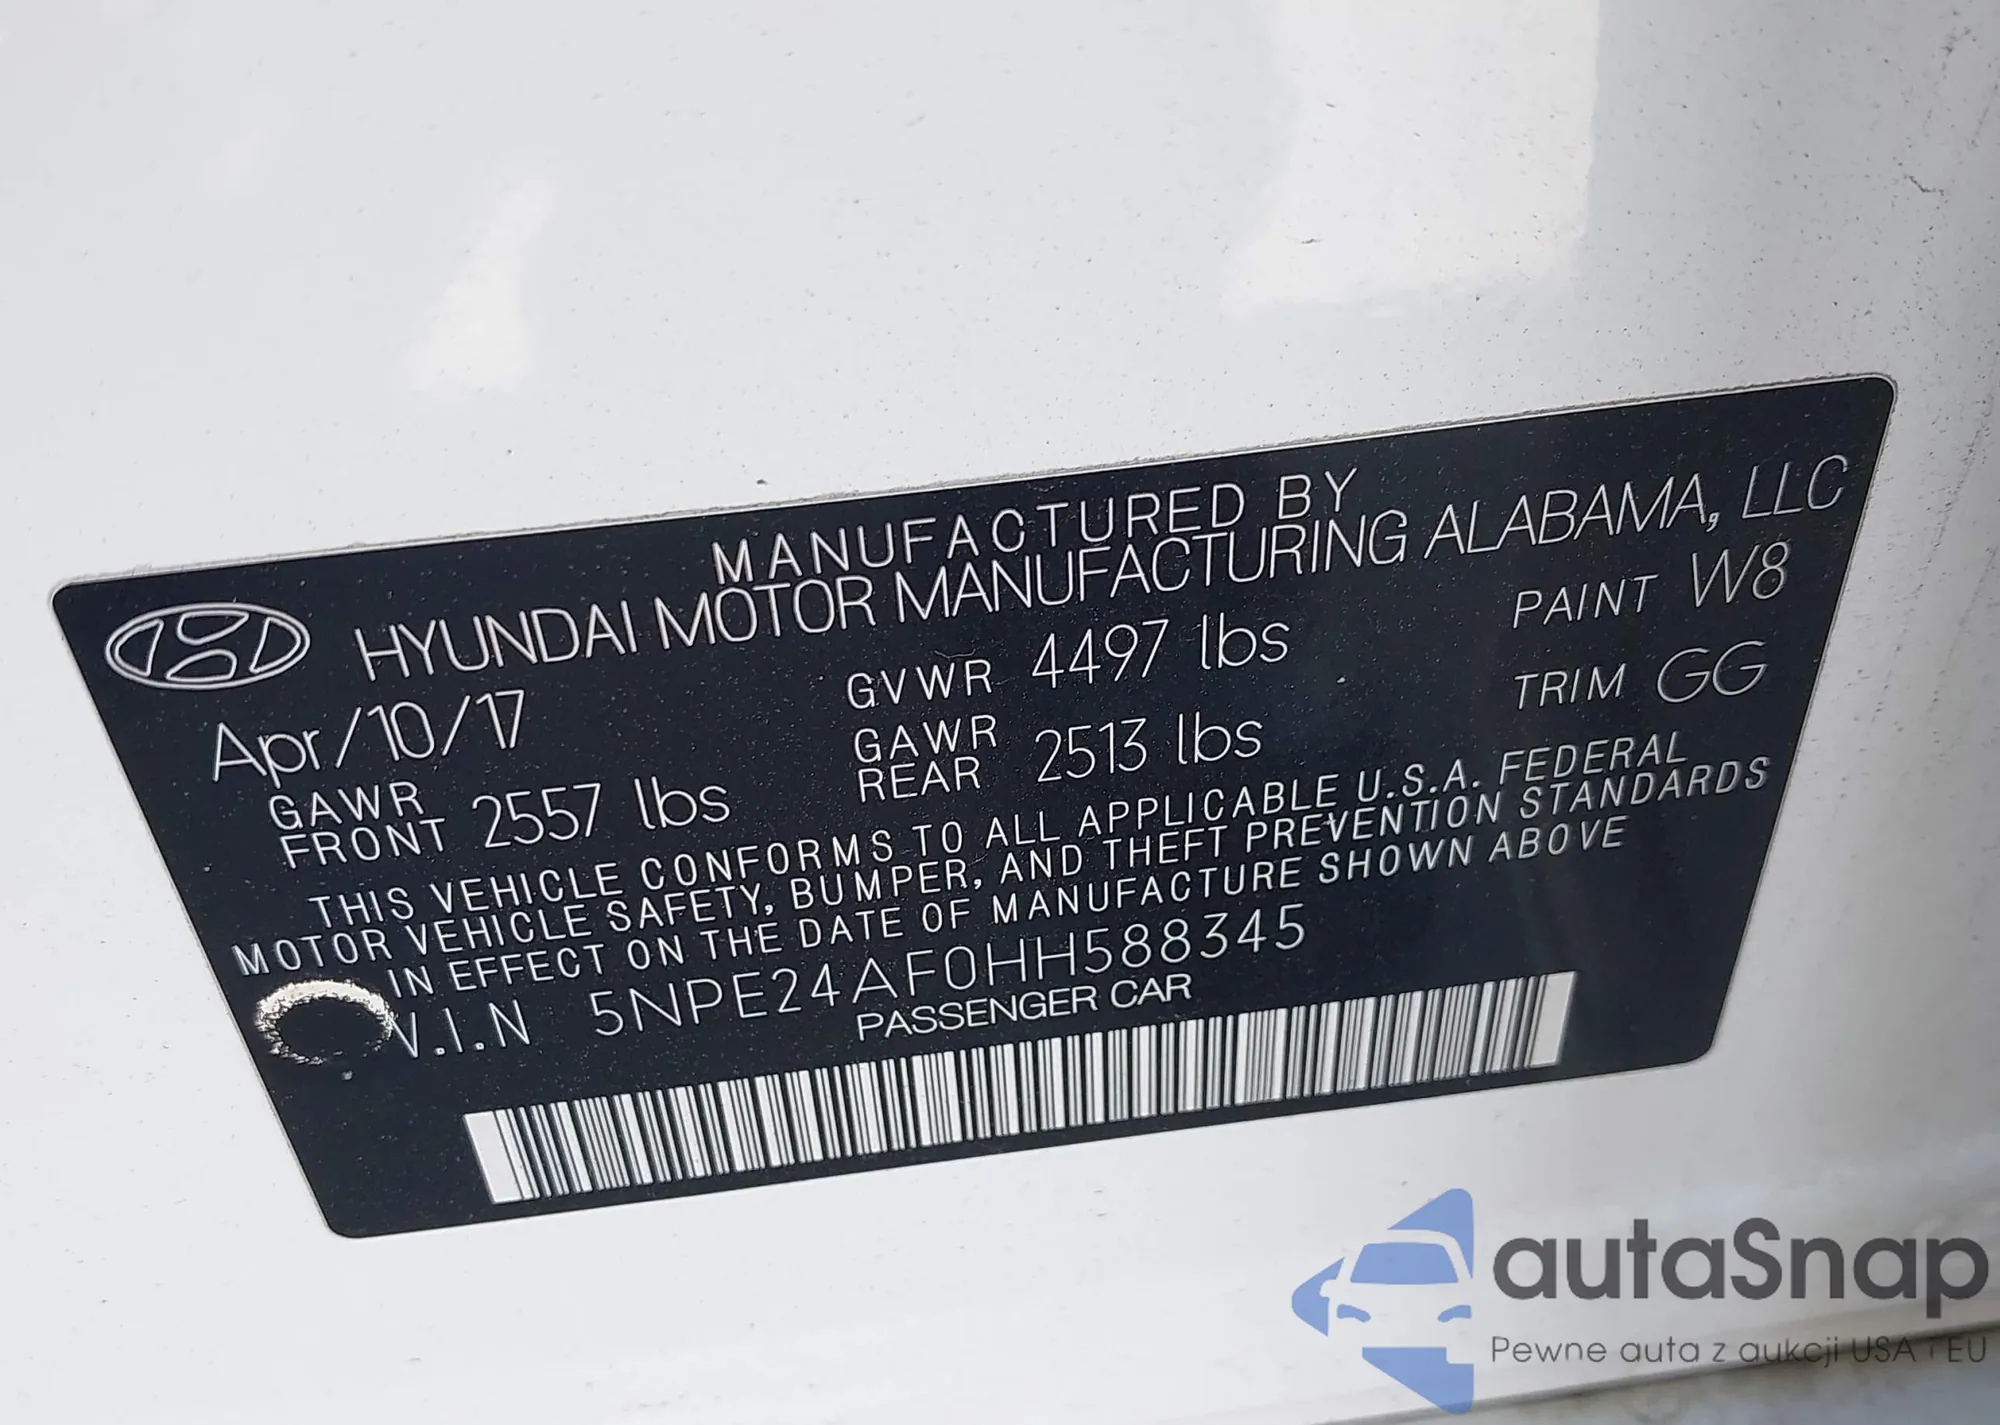 MANUFACTURED BY
HYUNDAI MOTOR MANUFACTURING ALABAMA, LLC
Apr/10/17 GVWR 4497 lbs PAINT W8
GAWR FRONT 2557 lbs GAWR REAR 2513 lbs TRIM GG
THIS VEHICLE CONFORMS TO ALL APPLICABLE U.S.A. FEDERAL
MOTOR VEHICLE SAFETY, BUMPER, AND THEFT PREVENTION STANDARDS
IN EFFECT ON THE DATE OF MANUFACTURE SHOWN ABOVE
V.I.N 5NPE24AF0HH588345
PASSENGER CAR
autaSnap
Pewne auta z aukcji USA i EU